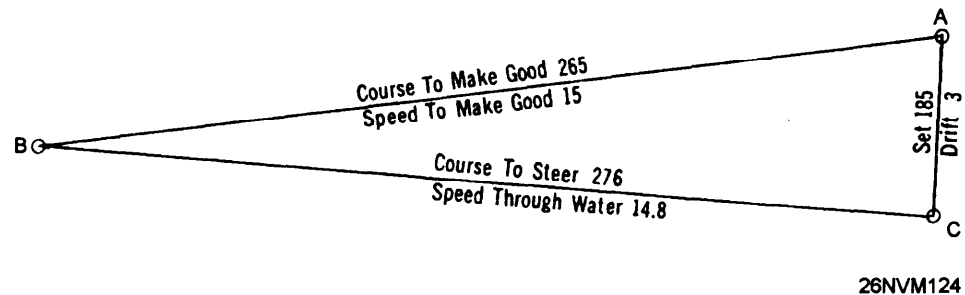 A
Course To Make Good 265
Speed To Make Good 15
Set 185
Drift 3
B
Course To Steer 276
Speed Through Water 14.8
C
26NVM124